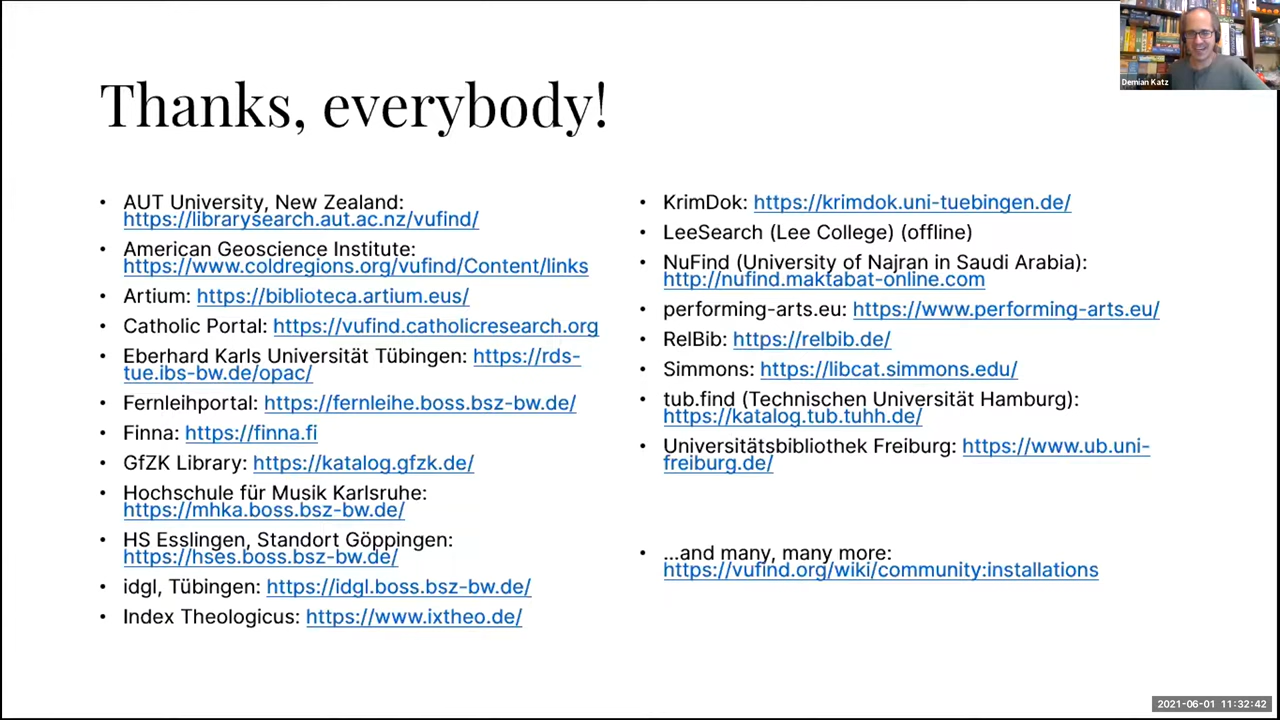 Thanks, everybody!
• AUT University, New Zealand:
https://librarysearch.aut.ac.nz/vufind/
• American Geoscience Institute:
https://www.coldregions.org/vufind/Content/links
• Artium: https://biblioteca.artium.eus/
• Catholic Portal: https://vufind.catholicresearch.org
• Eberhard Karls Universität Tübingen: https://rds-
tue.ibs-bw.de/opac/
• Fernleihportal: https://fernleihe.boss.bsz-bw.de/
• Finna: https://finna.fi
• GfZK Library: https://katalog.gfzk.de/
• Hochschule für Musik Karlsruhe:
https://mhka.boss.bsz-bw.de/
• HS Esslingen, Standort Göppingen:
https://hses.boss.bsz-bw.de/
• idgl, Tübingen: https://idgl.boss.bsz-bw.de/
• Index Theologicus: https://www.ixtheo.de/
• KrimDok: https://krimdok.uni-tuebingen.de/
• LeeSearch (Lee College) (offline)
• NuFind (University of Najran in Saudi Arabia):
http://nufind.maktabat-online.com
• performing-arts.eu: https://www.performing-arts.eu/
• RelBib: https://relbib.de/
• Simmons: https://libcat.simmons.edu/
• tub.find (Technischen Universität Hamburg):
https://katalog.tub.tuhh.de/
• Universitätsbibliothek Freiburg: https://www.ub.uni-
freiburg.de/
• ...and many, many more:
https://vufind.org/wiki/community:installations
Demian Katz
2021-06-01 11:32:42